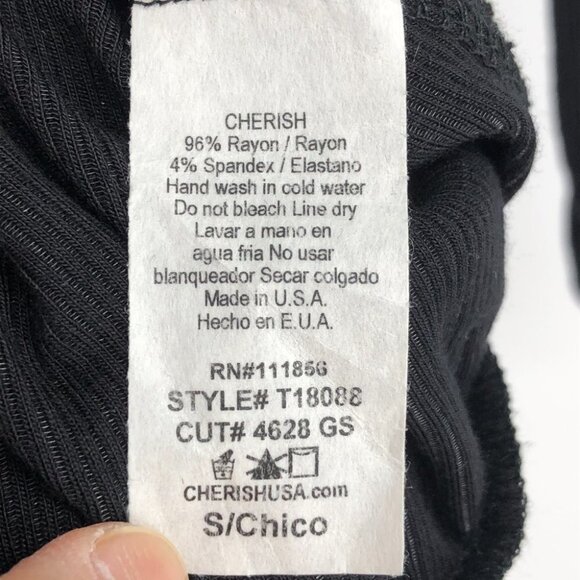 CHERISH
96% Rayon / Rayon
4% Spandex / Elastano
Hand wash in cold water
Do not bleach Line dry
Lavar a mano en
agua fria No usar
blanqueador Secar colgado
Made in U.S.A.
Hecho en E.U.A.
RN#111856
STYLE# T18088
CUT# 4628 GS
CHERISHUSA.com
S/Chico